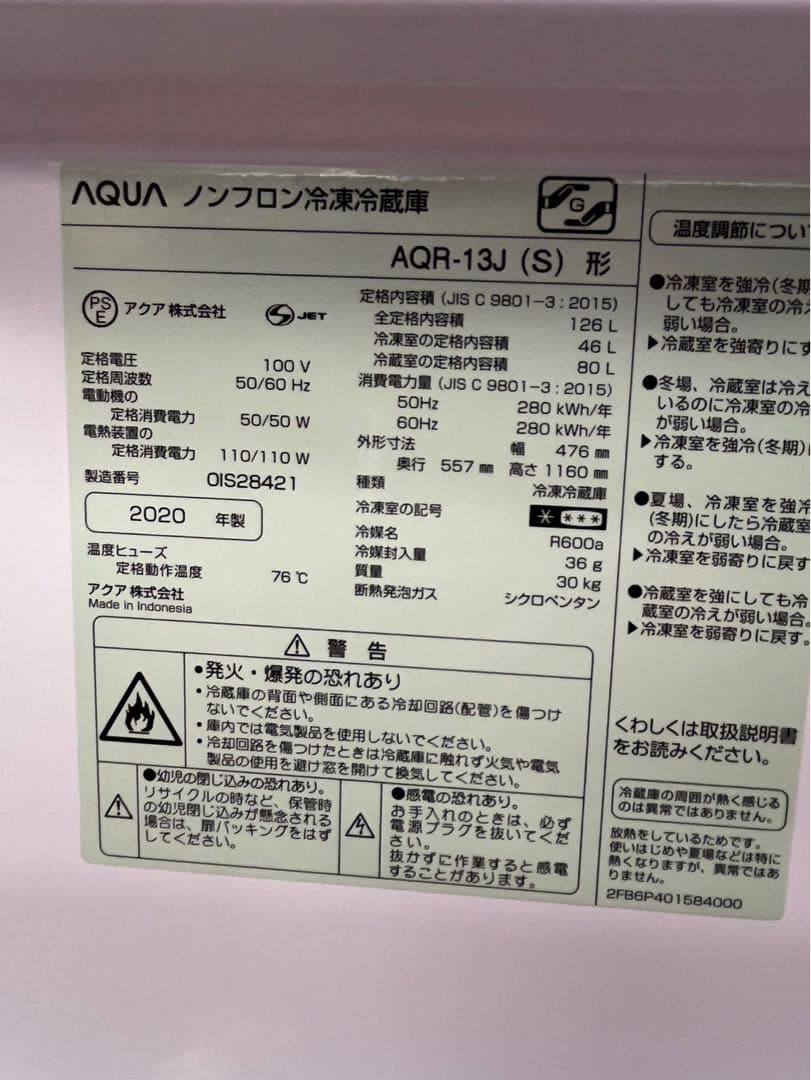 AQUA ノンフロン冷凍冷蔵庫
G
AQR-13J (S) 形
PS
E
アクア 株式会社
S JET
定格電圧 100 V
定格周波数 50/60 Hz
電動機の
定格消費電力 50/50 W
電熱装置の
定格消費電力 110/110 W
製造番号 0IS28421
2020 年製
温度ヒューズ
定格動作温度 76 ℃
アクア 株式会社
Made in Indonesia
定格内容積 (JIS C 9801-3 : 2015)
全定格内容積 126 L
冷凍室の定格内容積 46 L
冷蔵室の定格内容積 80 L
消費電力量 (JIS C 9801-3 : 2015)
50Hz 280 kWh/年
60Hz 280 kWh/年
外形寸法 幅 476 mm
奥行 557 mm 高さ 1160 mm
種類 冷凍冷蔵庫
冷凍室の記号 * ***
冷媒名 R600a
冷媒封入量 36 g
質量 30 kg
断熱発泡ガス シクロペンタン
警 告
●発火・爆発の恐れあり
・冷蔵庫の背面や側面にある冷却回路(配管)を傷つけ
ないでください。
・庫内では電気製品を使用しないでください。
・冷却回路を傷つけたときは冷蔵庫に触れず火気や電気
製品の使用を避け窓を開けて換気してください。
●幼児の閉じ込みの恐れあり。
リサイクルの時など、保管時
の幼児閉じ込みが懸念される
場合は、扉パッキングをはず
してください。
●感電の恐れあり。
お手入れのときは、必ず
電源プラグを抜いてくだ
さい。
抜かずに作業すると感電
することがあります。
温度調節につい
●冷凍室を強冷(冬期
しても冷凍室の冷
弱い場合。
▶冷蔵室を強寄りにす
●冬場、冷蔵室は冷え
いるのに冷凍室の冷
が弱い場合。
▶冷凍室を強冷(冬期)に
する。
●夏場、冷凍室を強冷
(冬期)にしたら冷蔵室
の冷えが弱い場合。
▶冷凍室を弱寄りに戻す
●冷蔵室を強にしても冷
蔵室の冷えが弱い場合。
▶冷凍室を弱寄りに戻す。
くわしくは取扱説明書
をお読みください。
冷蔵庫の周囲が熱く感じる
のは異常ではありません。
放熱をしているためです。
使いはじめや夏場などは特に
熱くなりますが、異常ではあ
りません。
2FB6P401584000